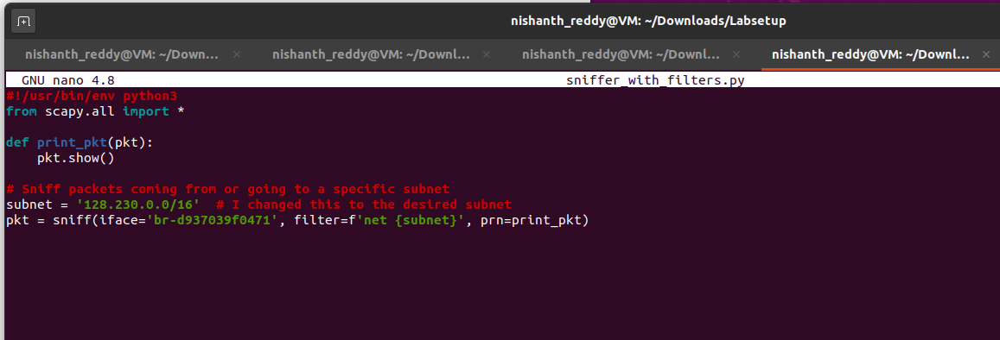 nishanth_reddy@VM: ~/Downloads/Labsetup
nishanth_reddy@VM: ~/Down... × nishanth_reddy@VM: ~/Downl... × nishanth_reddy@VM: ~/Downl... × nishanth_reddy@VM: ~/Downl... ×
GNU nano 4.8 sniffer_with_filters.py
#!/usr/bin/env python3
from scapy.all import *
def print_pkt(pkt):
    pkt.show()
# Sniff packets coming from or going to a specific subnet
subnet = '128.230.0.0/16'  # I changed this to the desired subnet
pkt = sniff(iface='br-d937039f0471', filter=f'net {subnet}', prn=print_pkt)